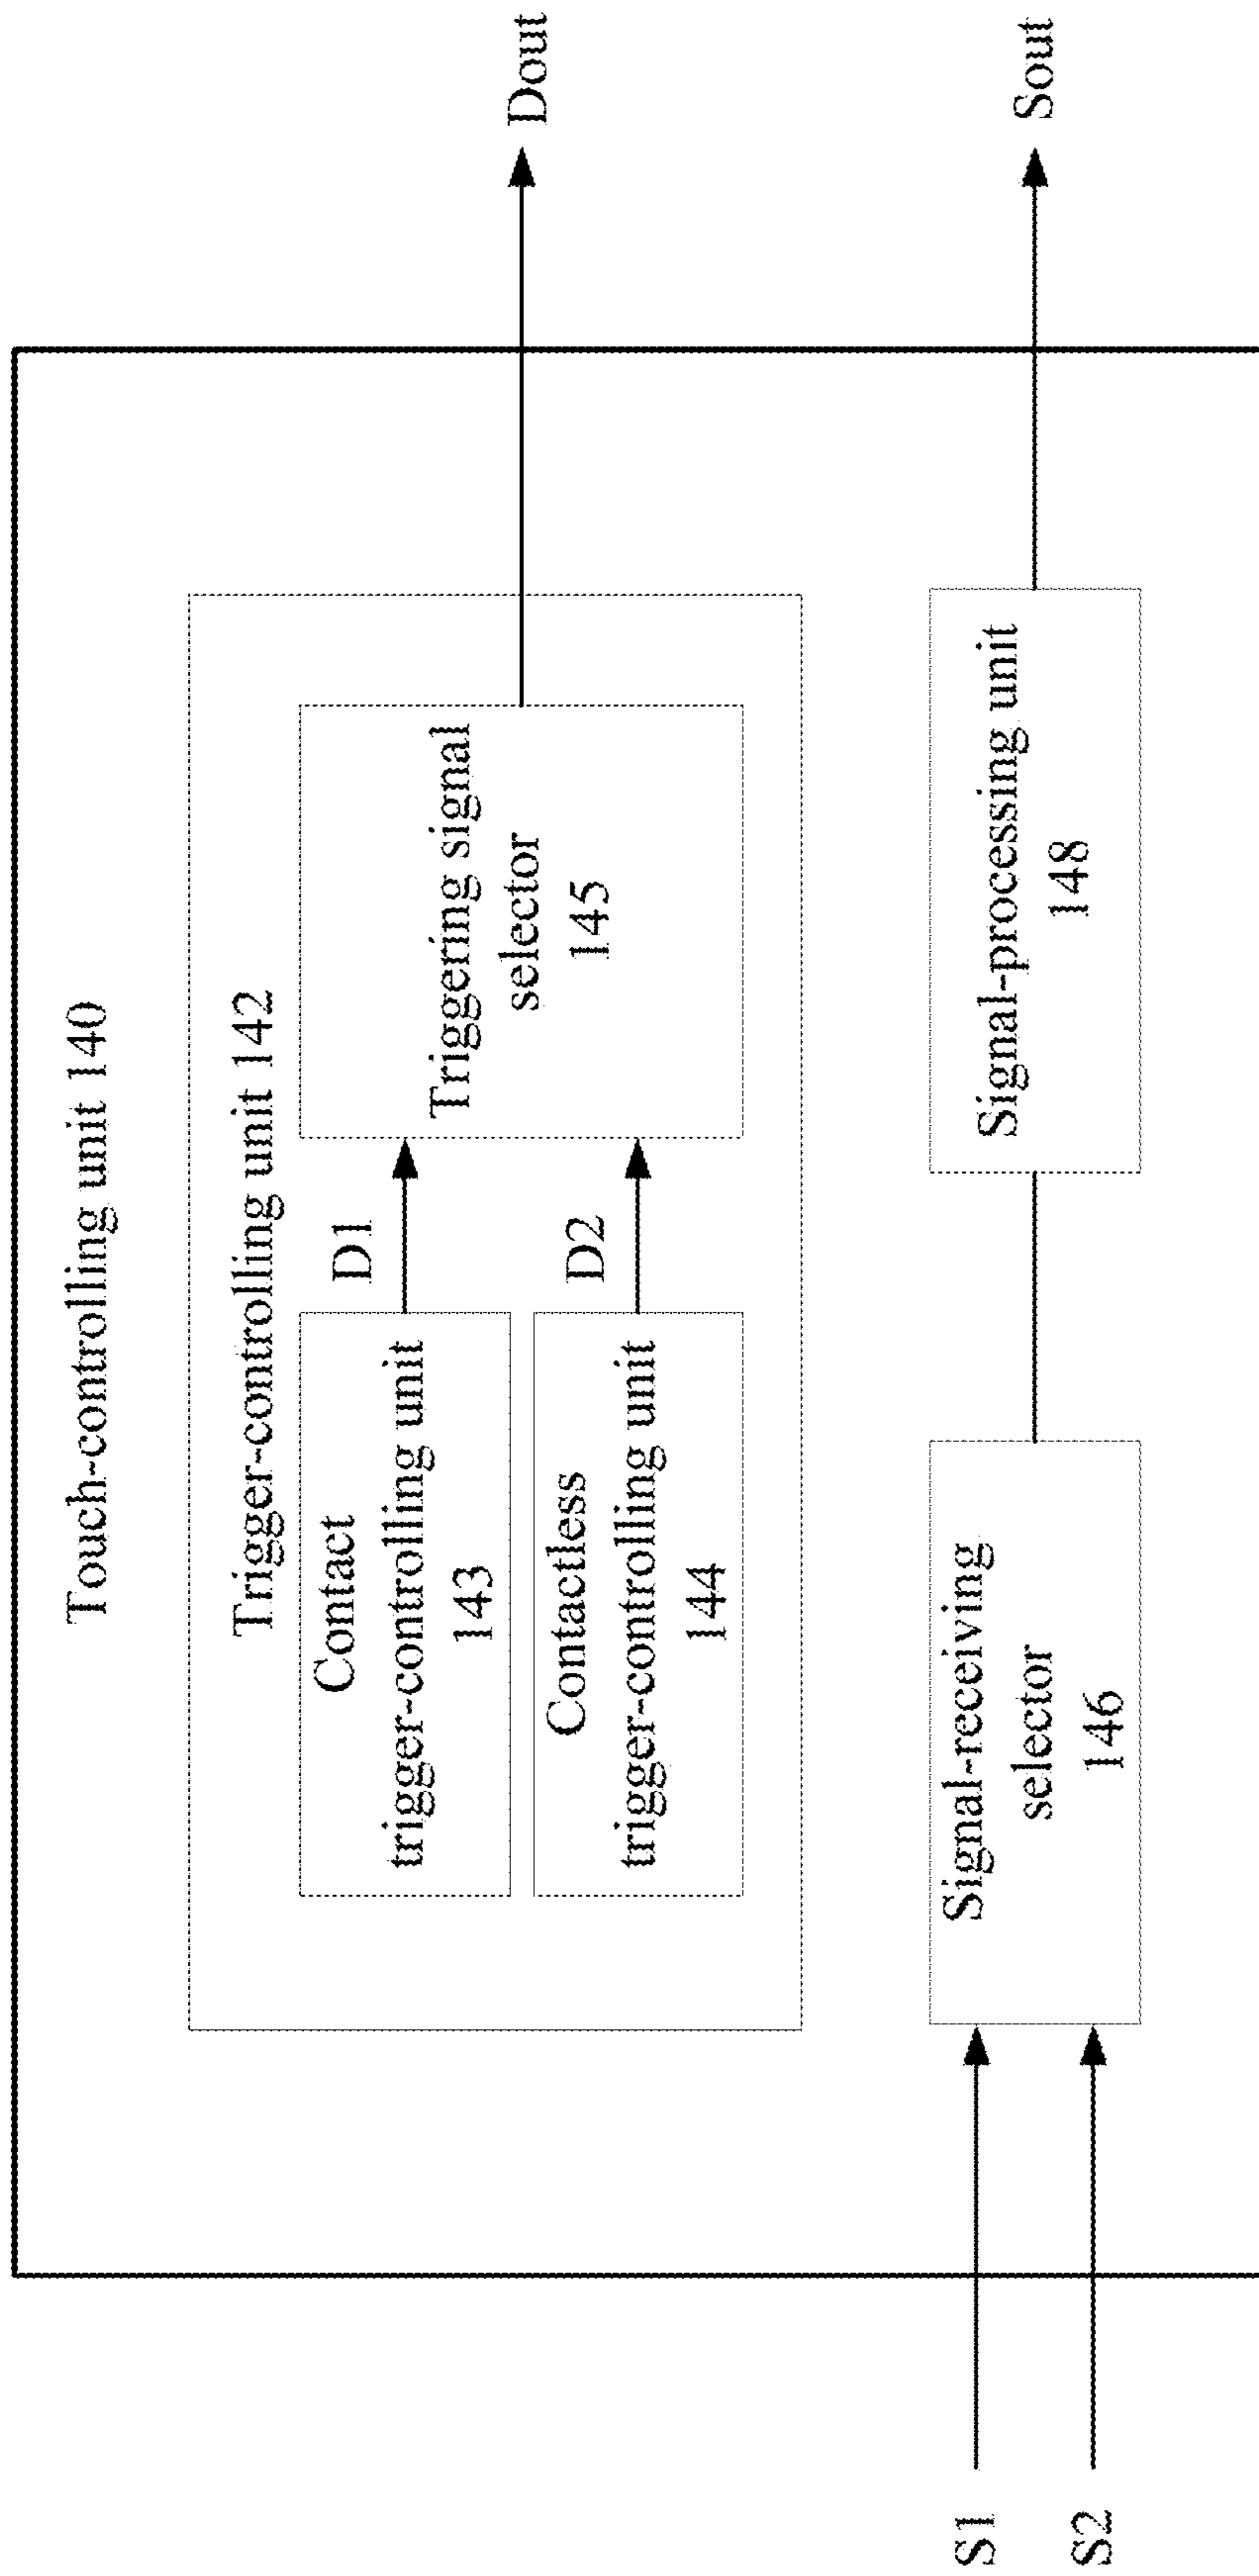 Touch-controlling unit 140
Trigger-controlling unit 142
Contact
trigger-controlling unit
143
D1
Contactless
trigger-controlling unit
144
D2
Triggering signal
selector
145
Dout
S1
S2
Signal-receiving
selector
146
Signal-processing unit
148
Sout